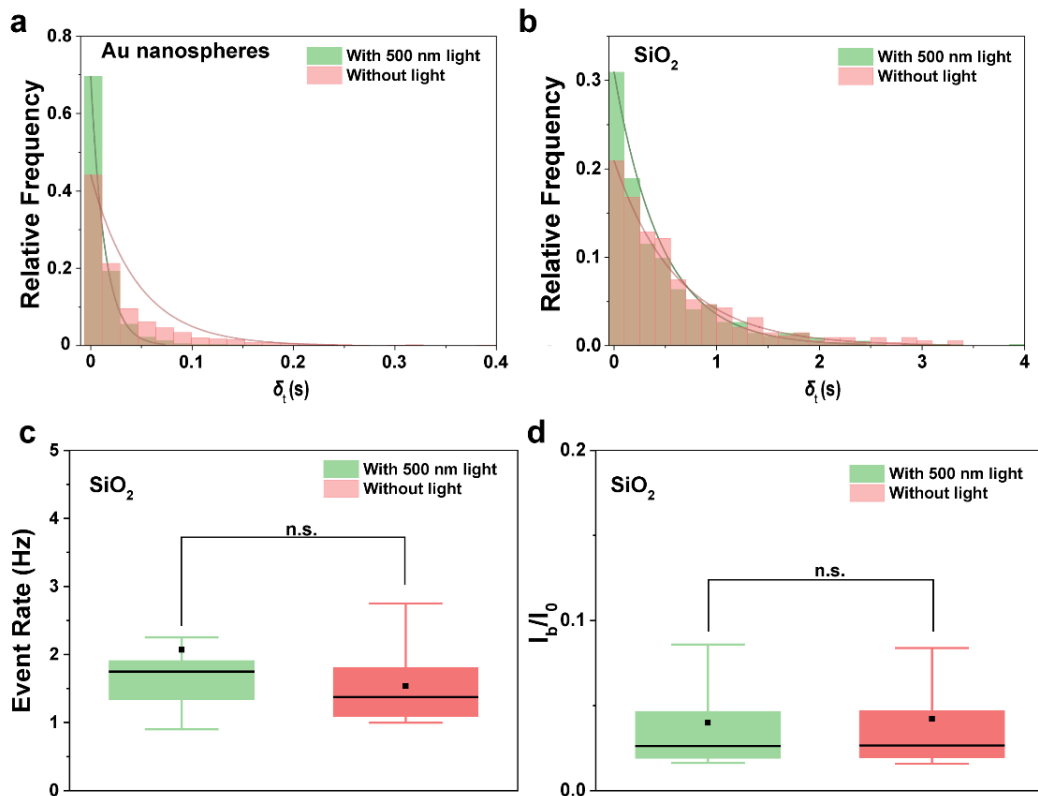 a
Au nanospheres
With 500 nm light
Without light
Relative Frequency
0.8
0.6
0.4
0.2
0
0
0.1
0.2
0.3
0.4
δt (s)
b
SiO2
With 500 nm light
Without light
Relative Frequency
0.3
0.2
0.1
0.0
0
1
2
3
4
δt (s)
c
SiO2
With 500 nm light
Without light
n.s.
Event Rate (Hz)
5
4
3
2
1
0
d
SiO2
With 500 nm light
Without light
n.s.
Ib/I0
0.2
0.1
0.0